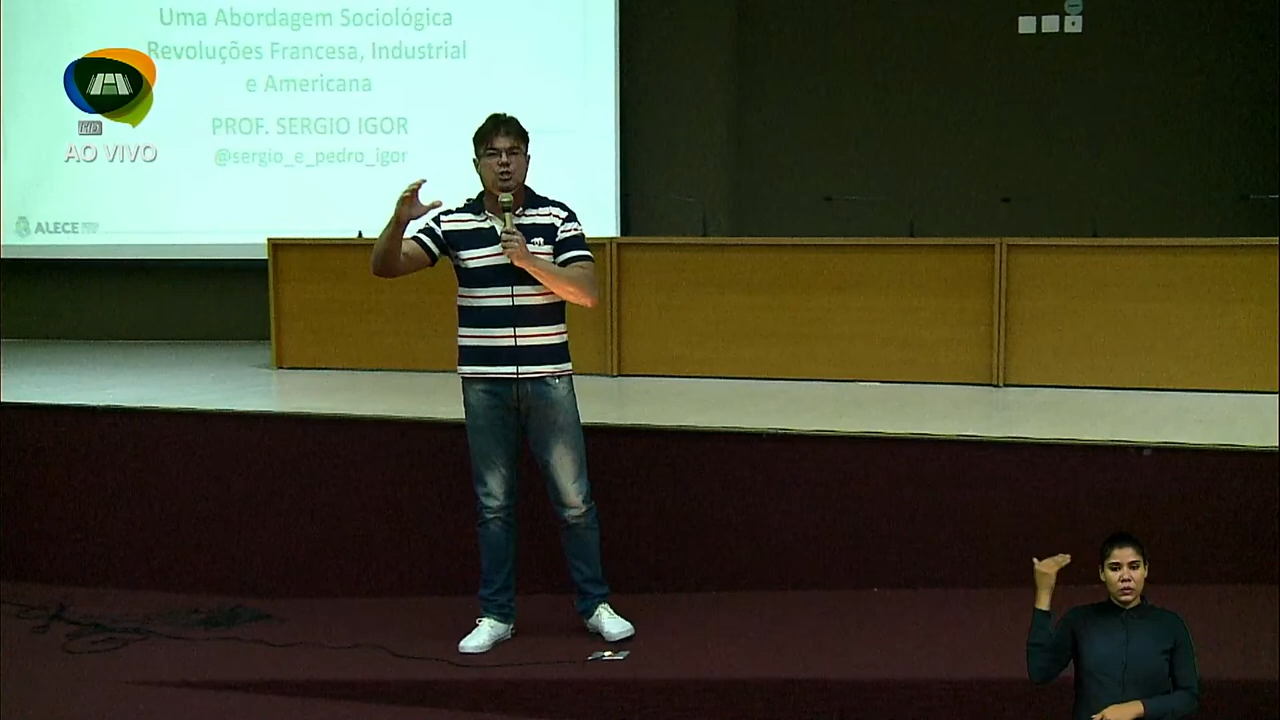 Uma Abordagem Sociológica
Revoluções Francesa, Industrial
e Americana
PROF. SERGIO IGOR
@sergio_e_pedro_igor
AO VIVO
ALECE